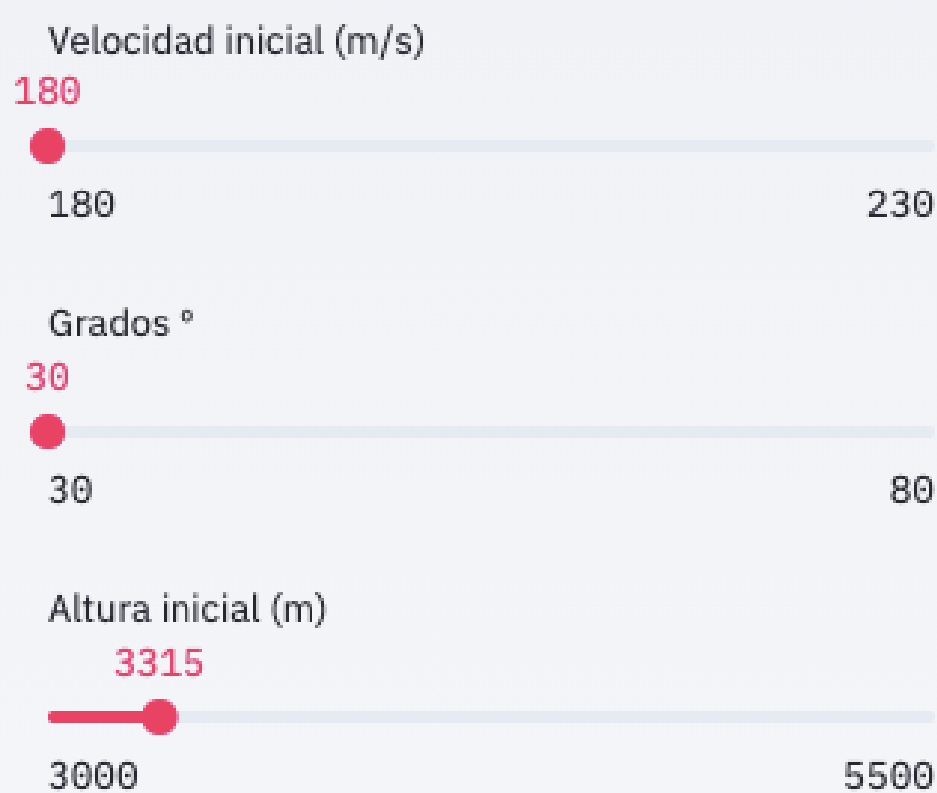 Velocidad inicial (m/s)
180
180 230
Grados º
30
30 80
Altura inicial (m)
3315
3000 5500